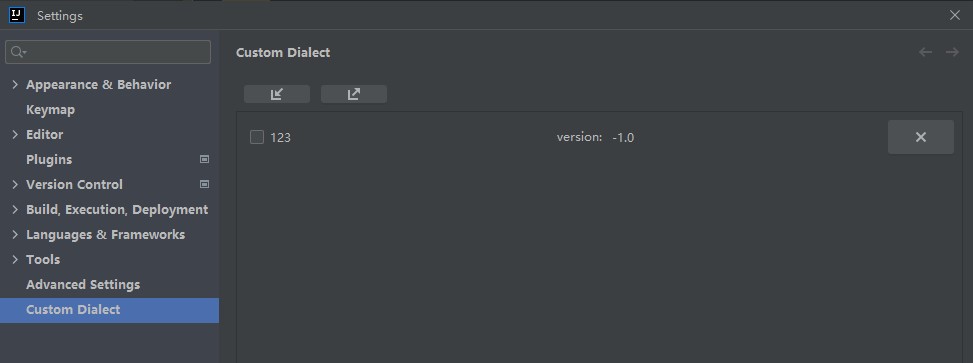 IJ
Settings
Custom Dialect
Appearance & Behavior
Keymap
Editor
Plugins
Version Control
Build, Execution, Deployment
Languages & Frameworks
Tools
Advanced Settings
Custom Dialect
123 version: -1.0